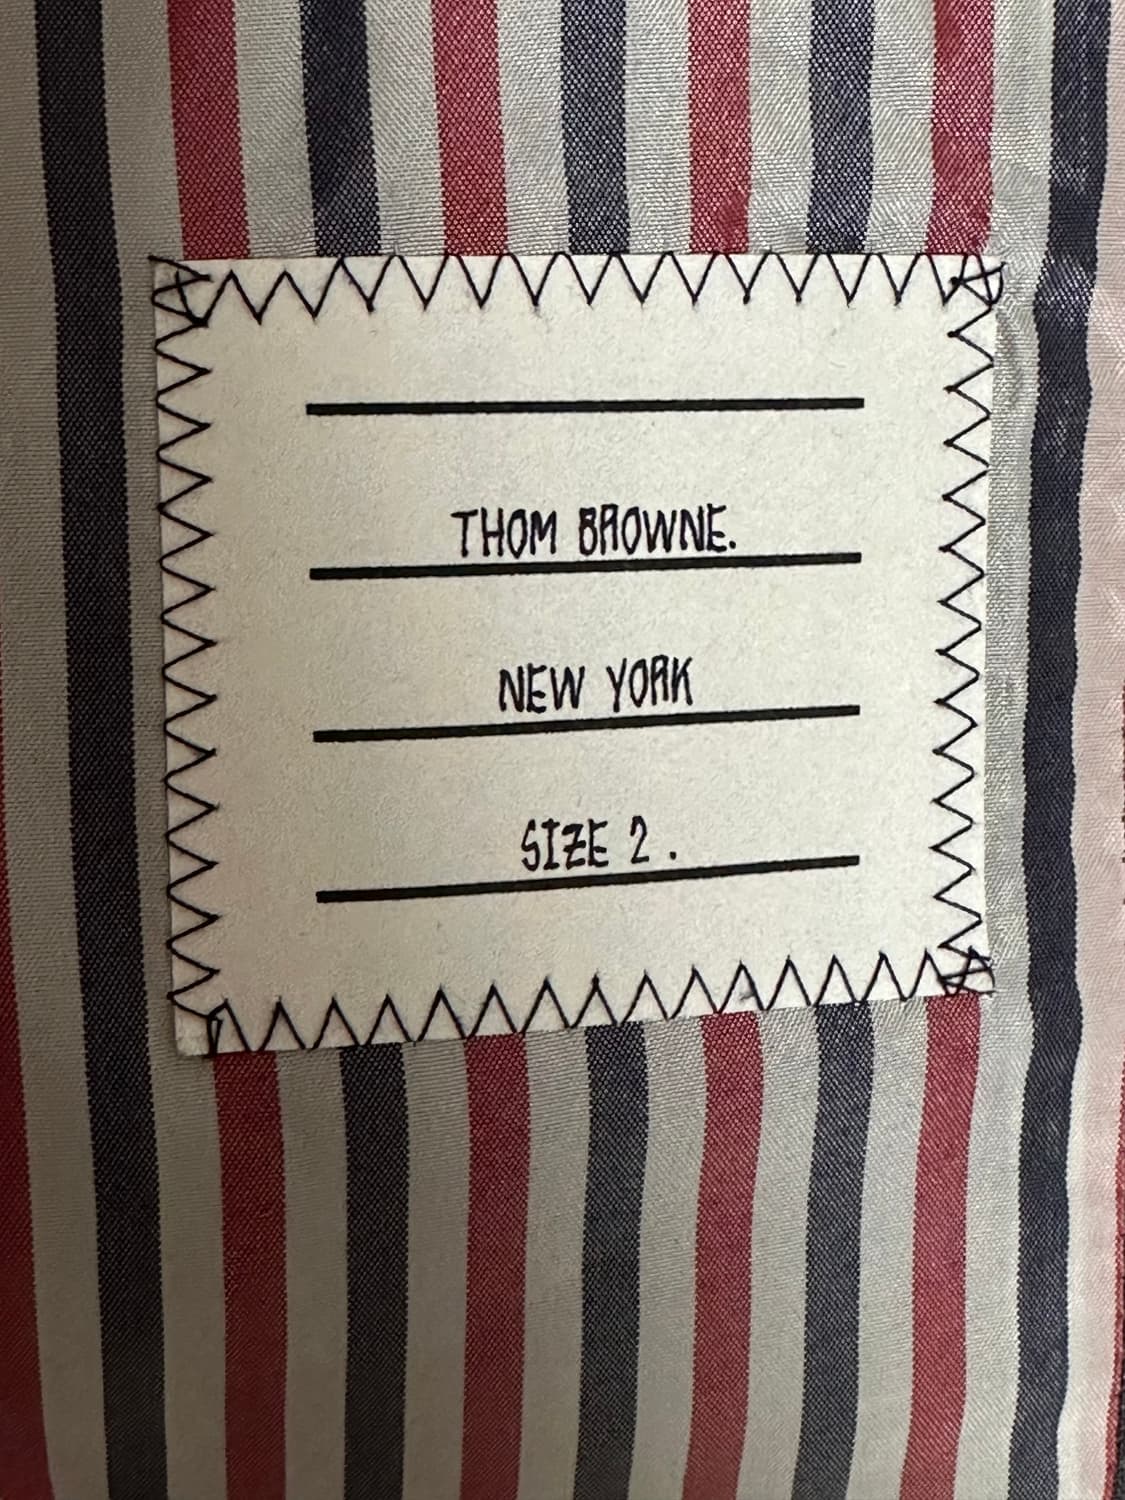 THOM BROWNE.
NEW YORK
SIZE 2.